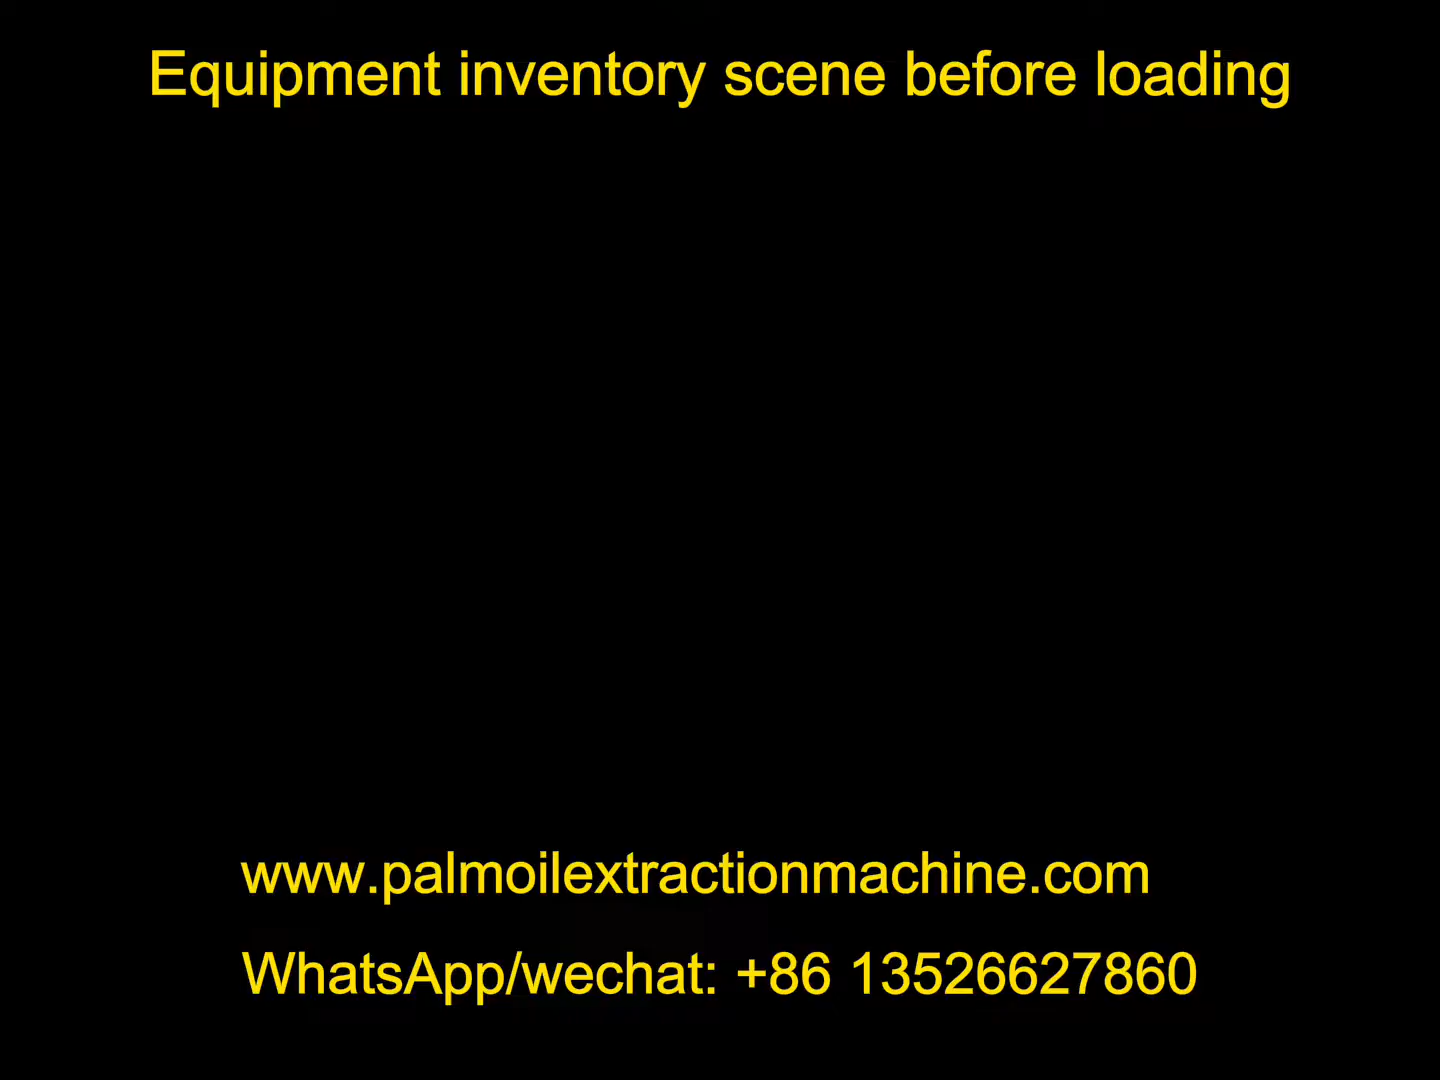 Equipment inventory scene before loading
www.palmoilextractionmachine.com
WhatsApp/wechat: +86 13526627860